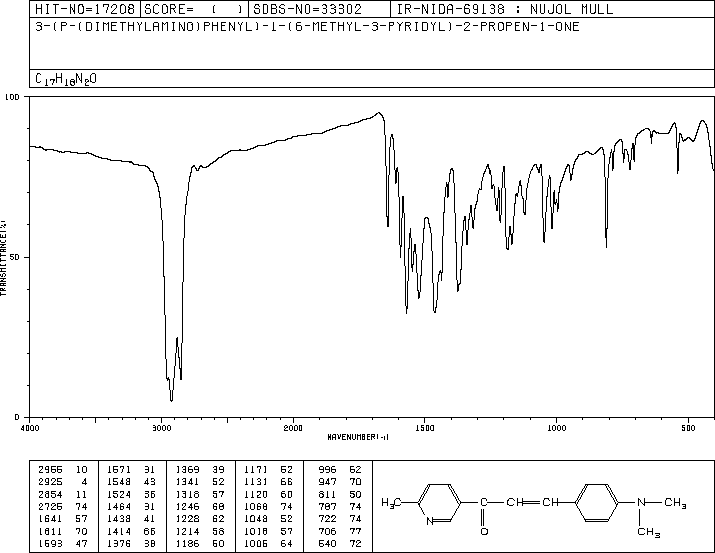 HIT-NO=17208 SCORE= ( ) SDBS-NO=33302 IR-NIDA-69138 : NUJOL MULL
3-(P-(DIMETHYLAMINO)PHENYL)-1-(6-METHYL-3-PYRIDYL)-2-PROPEN-1-ONE
C17H18N2O
100
50
0
TRANSMITTANCE(%)
4000 3000 2000 1500 1000 500
WAVENUMBER(-1)
2955 10 1571 31 1369 39 1171 52 996 62
2925 4 1548 43 1341 52 1131 66 947 70
2854 11 1524 36 1318 57 1120 60 811 50
2725 74 1464 31 1246 68 1068 74 787 74
1641 57 1438 41 1228 62 1048 52 722 74
1611 70 1414 66 1214 58 1018 57 706 77
1593 47 1376 38 1186 50 1006 64 540 72
H3C N C O CH CH N CH3
CH3